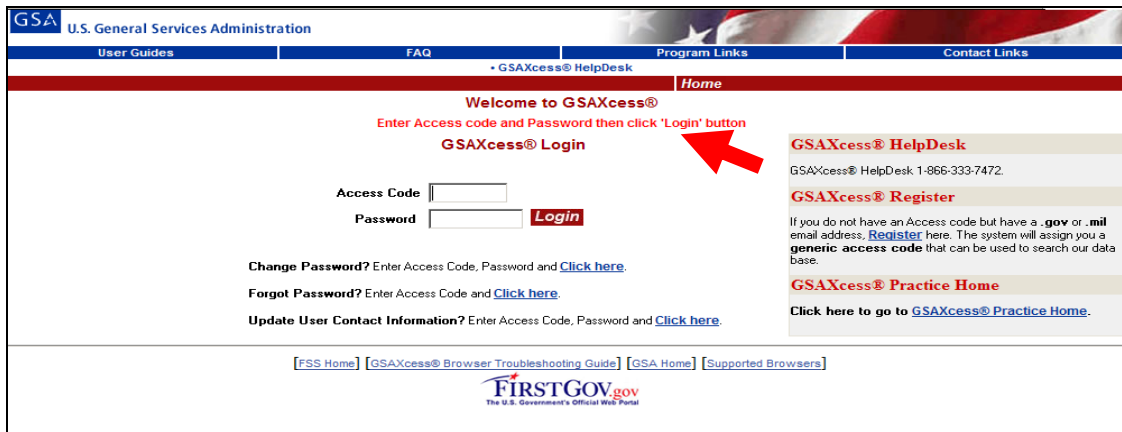 GSA U.S. General Services Administration
User Guides FAQ Program Links Contact Links
• GSAXcess® HelpDesk
Home
Welcome to GSAXcess®
Enter Access code and Password then click 'Login' button
GSAXcess® Login
Access Code
Password Login
Change Password? Enter Access Code, Password and Click here.
Forgot Password? Enter Access Code and Click here.
Update User Contact Information? Enter Access Code, Password and Click here.
GSAXcess® HelpDesk
GSAXcess® HelpDesk 1-866-333-7472.
GSAXcess® Register
If you do not have an Access code but have a .gov or .mil
email address, Register here. The system will assign you a
generic access code that can be used to search our data
base.
GSAXcess® Practice Home
Click here to go to GSAXcess® Practice Home.
[FSS Home] [GSAXcess® Browser Troubleshooting Guide] [GSA Home] [Supported Browsers]
FIRSTGOV.gov
The U.S. Government's Official Web Portal